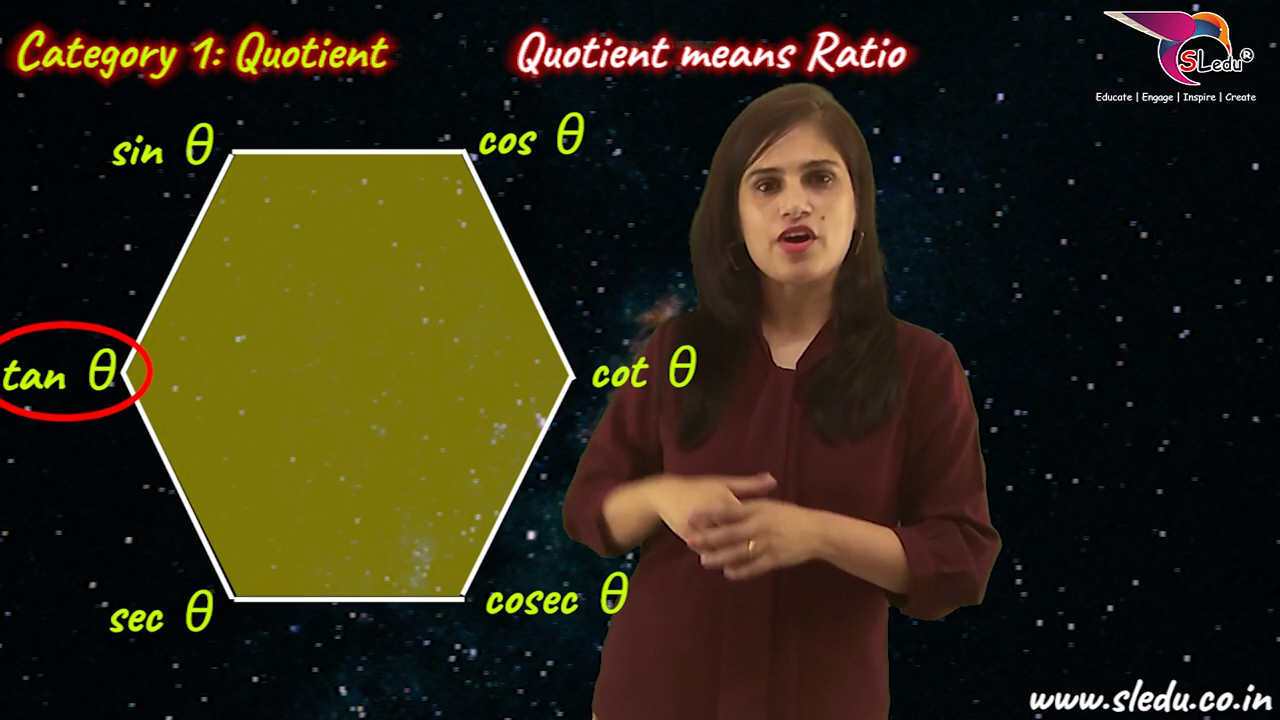 Category 1: Quotient
Quotient means Ratio
SLedu®
Educate | Engage | Inspire | Create
sin θ
cos θ
tan θ
cot θ
sec θ
cosec θ
www.sledu.co.in